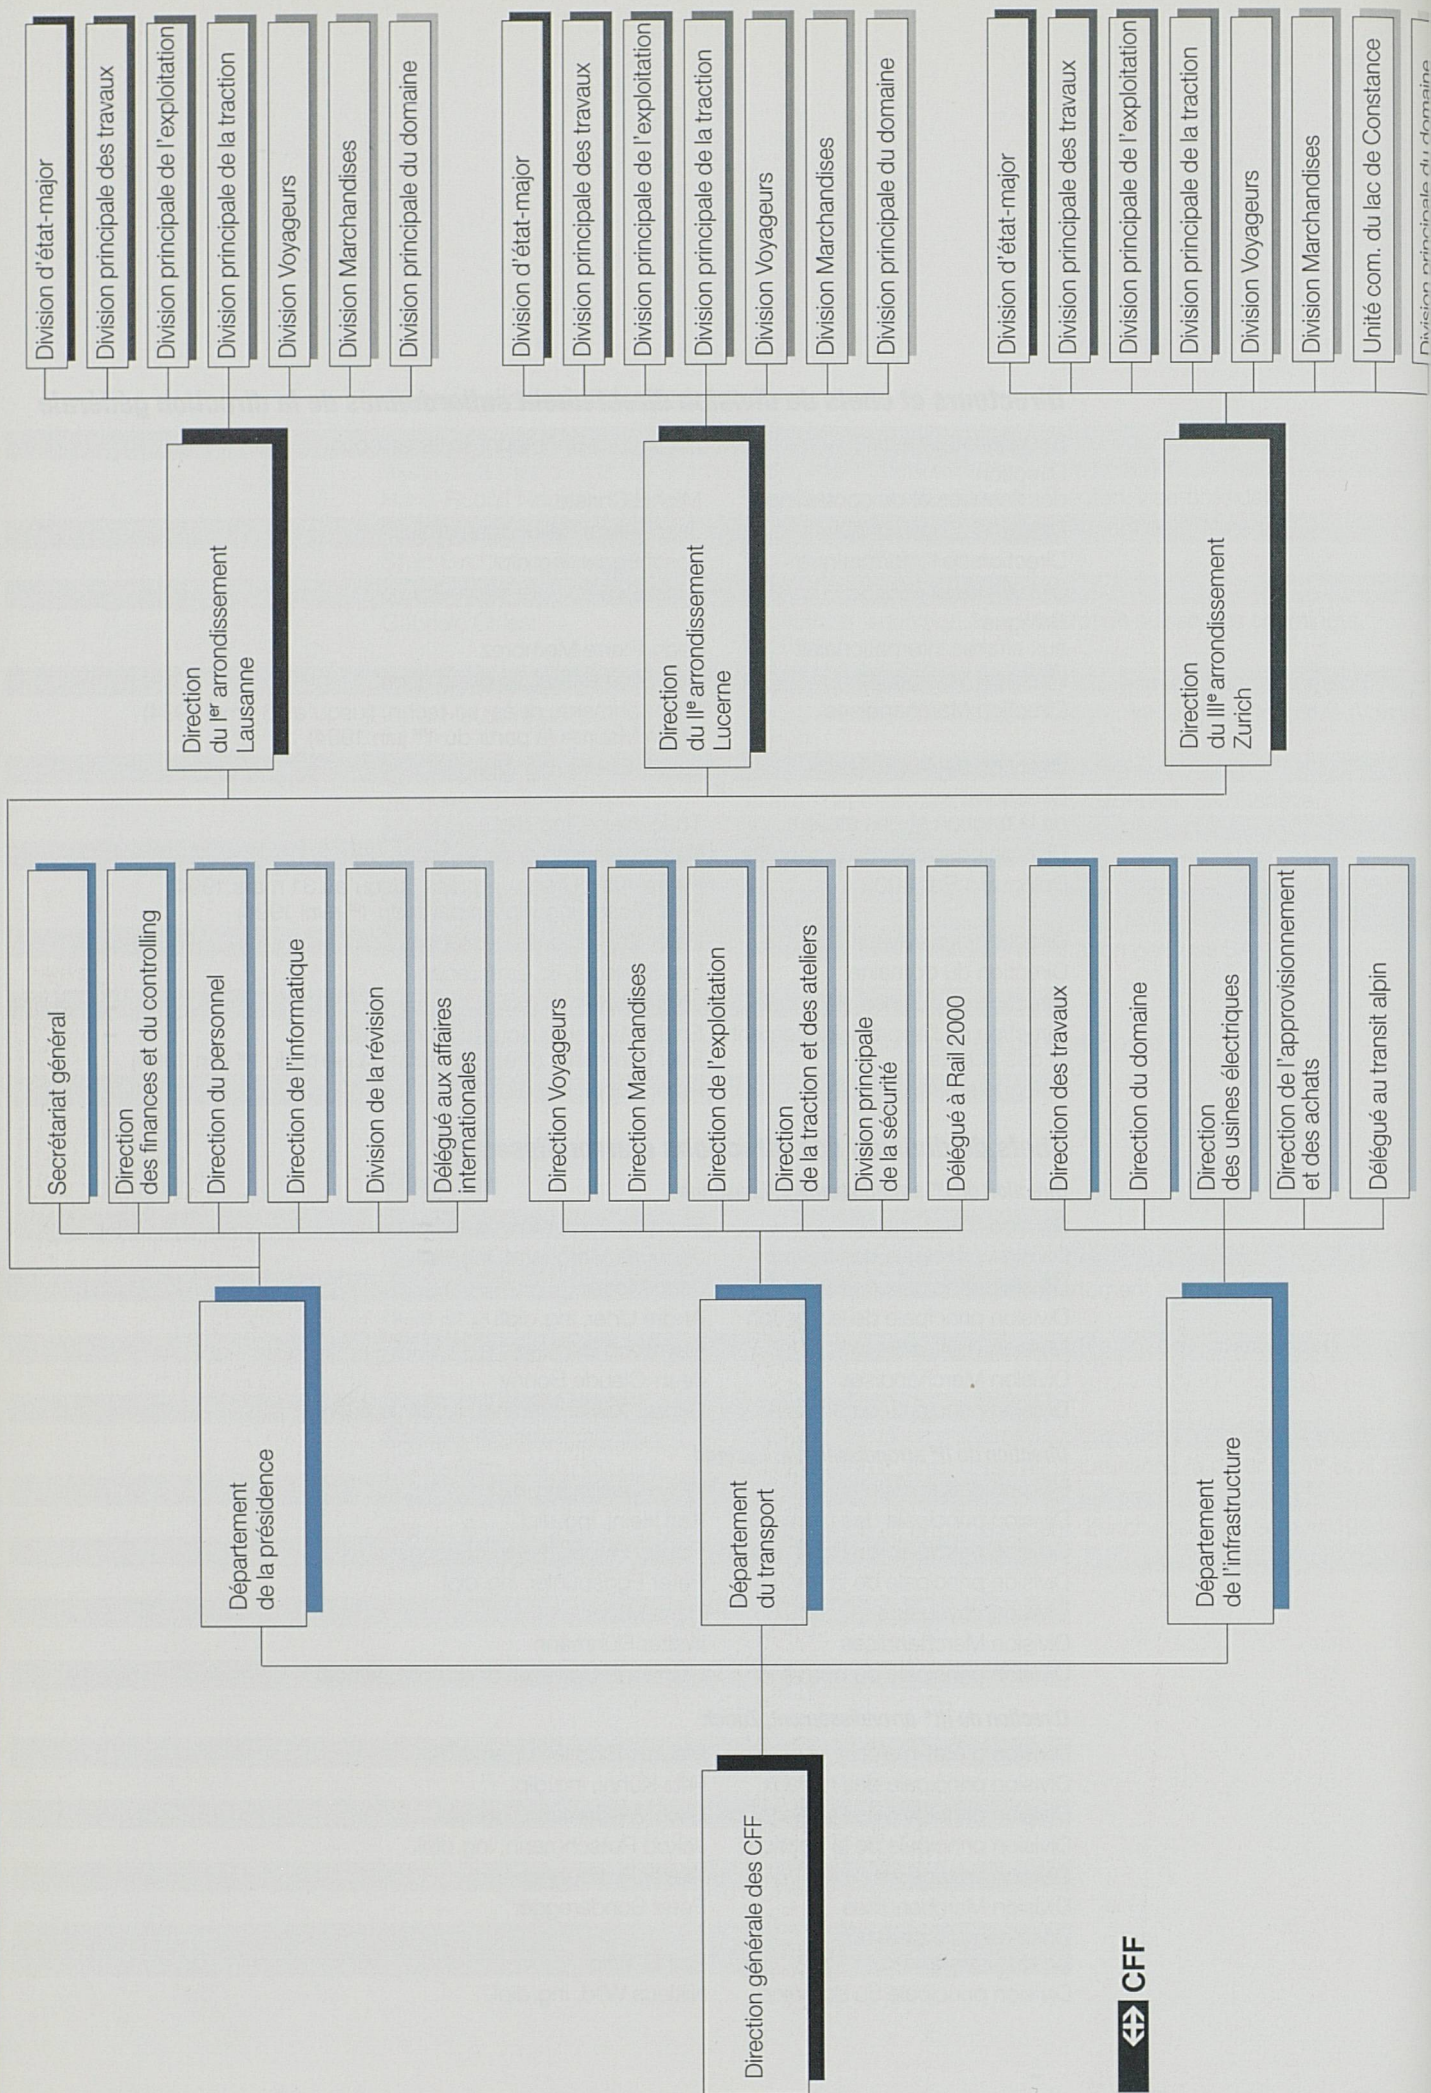 Direction générale des CFF
CFF
Département
de la présidence
Département
du transport
Département
de l'infrastructure
Secrétariat général
Direction
des finances et du controlling
Direction du personnel
Direction de l'informatique
Division de la révision
Délégué aux affaires
internationales
Direction Voyageurs
Direction Marchandises
Direction de l'exploitation
Direction
de la traction et des ateliers
Division principale
de la sécurité
Délégué à Rail 2000
Direction des travaux
Direction du domaine
Direction
des usines électriques
Direction de l'approvisionnement
et des achats
Délégué au transit alpin
Direction
du Ier arrondissement
Lausanne
Direction
du IIe arrondissement
Lucerne
Direction
du IIIe arrondissement
Zurich
Division d'état-major
Division principale des travaux
Division principale de l'exploitation
Division principale de la traction
Division Voyageurs
Division Marchandises
Division principale du domaine
Division d'état-major
Division principale des travaux
Division principale de l'exploitation
Division principale de la traction
Division Voyageurs
Division Marchandises
Division principale du domaine
Division d'état-major
Division principale des travaux
Division principale de l'exploitation
Division principale de la traction
Division Voyageurs
Division Marchandises
Unité com. du lac de Constance
Division principale du domaine